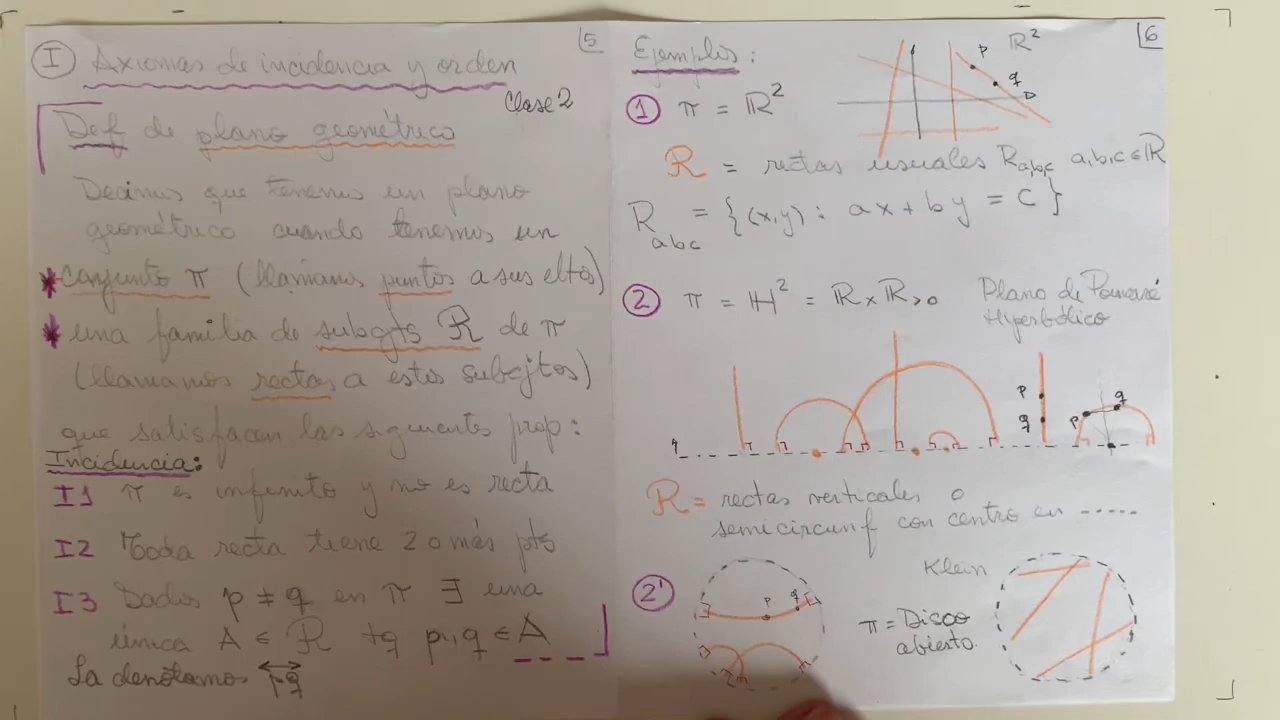 I Axiomas de incidencia y orden
5
Clase 2
Def de plano geométrico
Decimos que tenemos un plano
geométrico cuando tenemos un
* conjunto π (llamamos puntos a sus eltos)
* una familia de subcjts R de π
(llamamos rectas a estos subcjtos)
que satisfacen las siguientes prop:
Incidencia:
I1 π es infinito y no es recta
I2 Toda recta tiene 2 o más pts
I3 Dados p ≠ q en π ∃ una
única A ∈ R tq p, q ∈ A
La denotamos p↔q
Ejemplos:
6
ℝ²
p
q
1 π = ℝ²
R = rectas usuales R a,b,c a,b,c ∈ ℝ
R abc = {(x,y) : ax + by = c}
2 π = ℍ² = ℝ x ℝ>0 Plano de Poincaré
Hiperbólico
p
q
p
q
R = rectas verticales o
semicircunf con centro en -----
2'
p
q
π = Disco
abierto
Klein